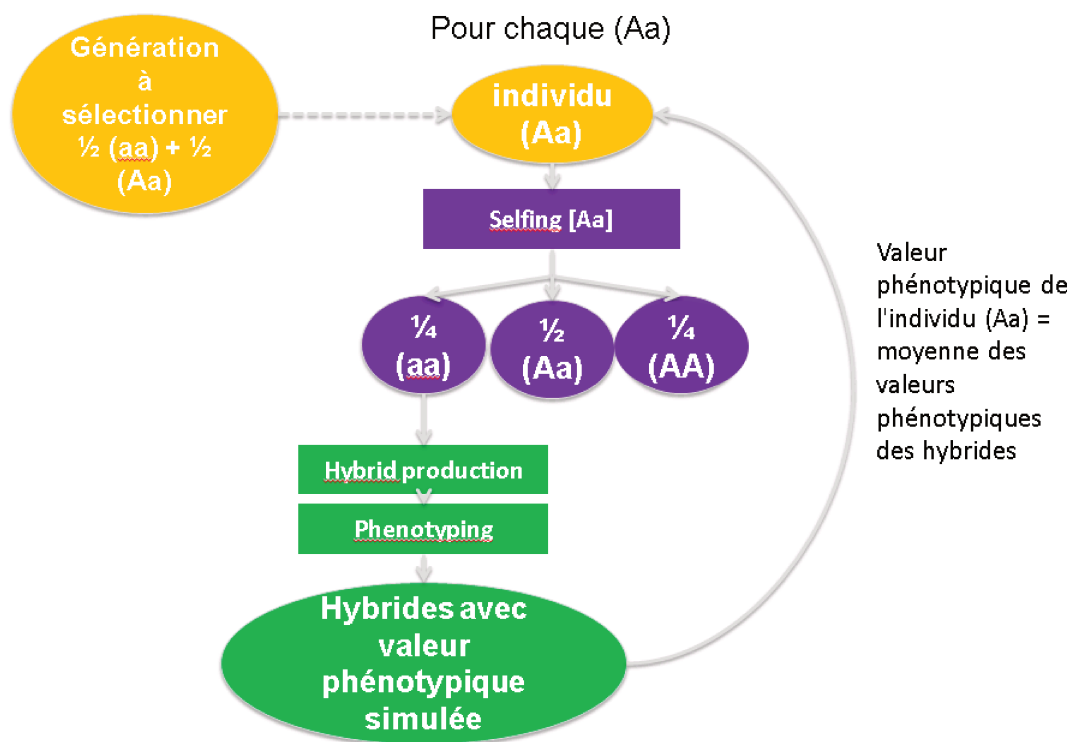 Pour chaque (Aa)
Génération
à
sélectionner
½ (aa) + ½
(Aa)
individu
(Aa)
Selfing [Aa]
¼
(aa)
½
(Aa)
¼
(AA)
Hybrid production
Phenotyping
Hybrides avec
valeur
phénotypique
simulée
Valeur
phénotypique de
l'individu (Aa) =
moyenne des
valeurs
phénotypiques
des hybrides